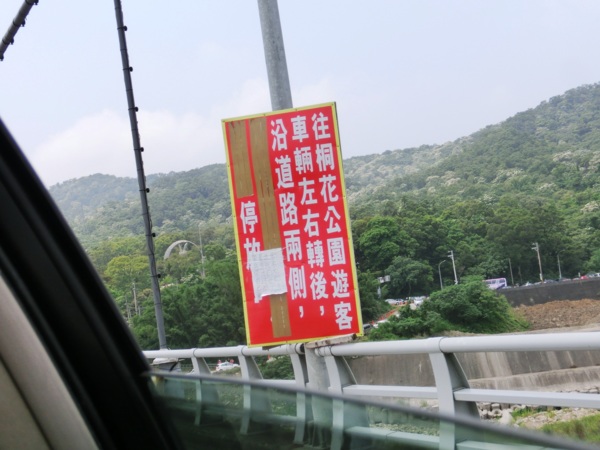 往桐花公園遊客
車輛左右轉後，
沿道路兩側，
停放